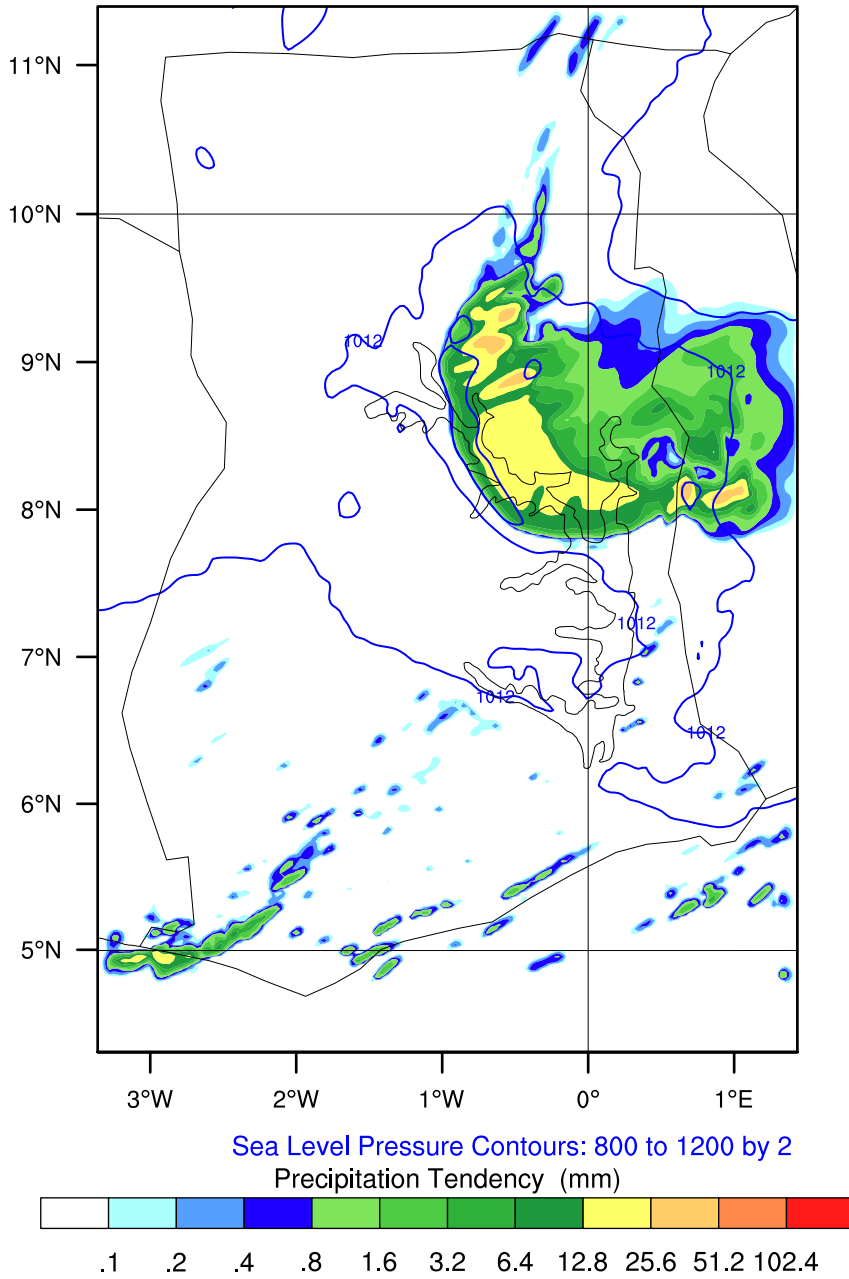 11°N
10°N
9°N
8°N
7°N
6°N
5°N
1012
1012
1012
1012
1012
3°W 2°W 1°W 0° 1°E
Sea Level Pressure Contours: 800 to 1200 by 2
Precipitation Tendency (mm)
.1 .2 .4 .8 1.6 3.2 6.4 12.8 25.6 51.2 102.4